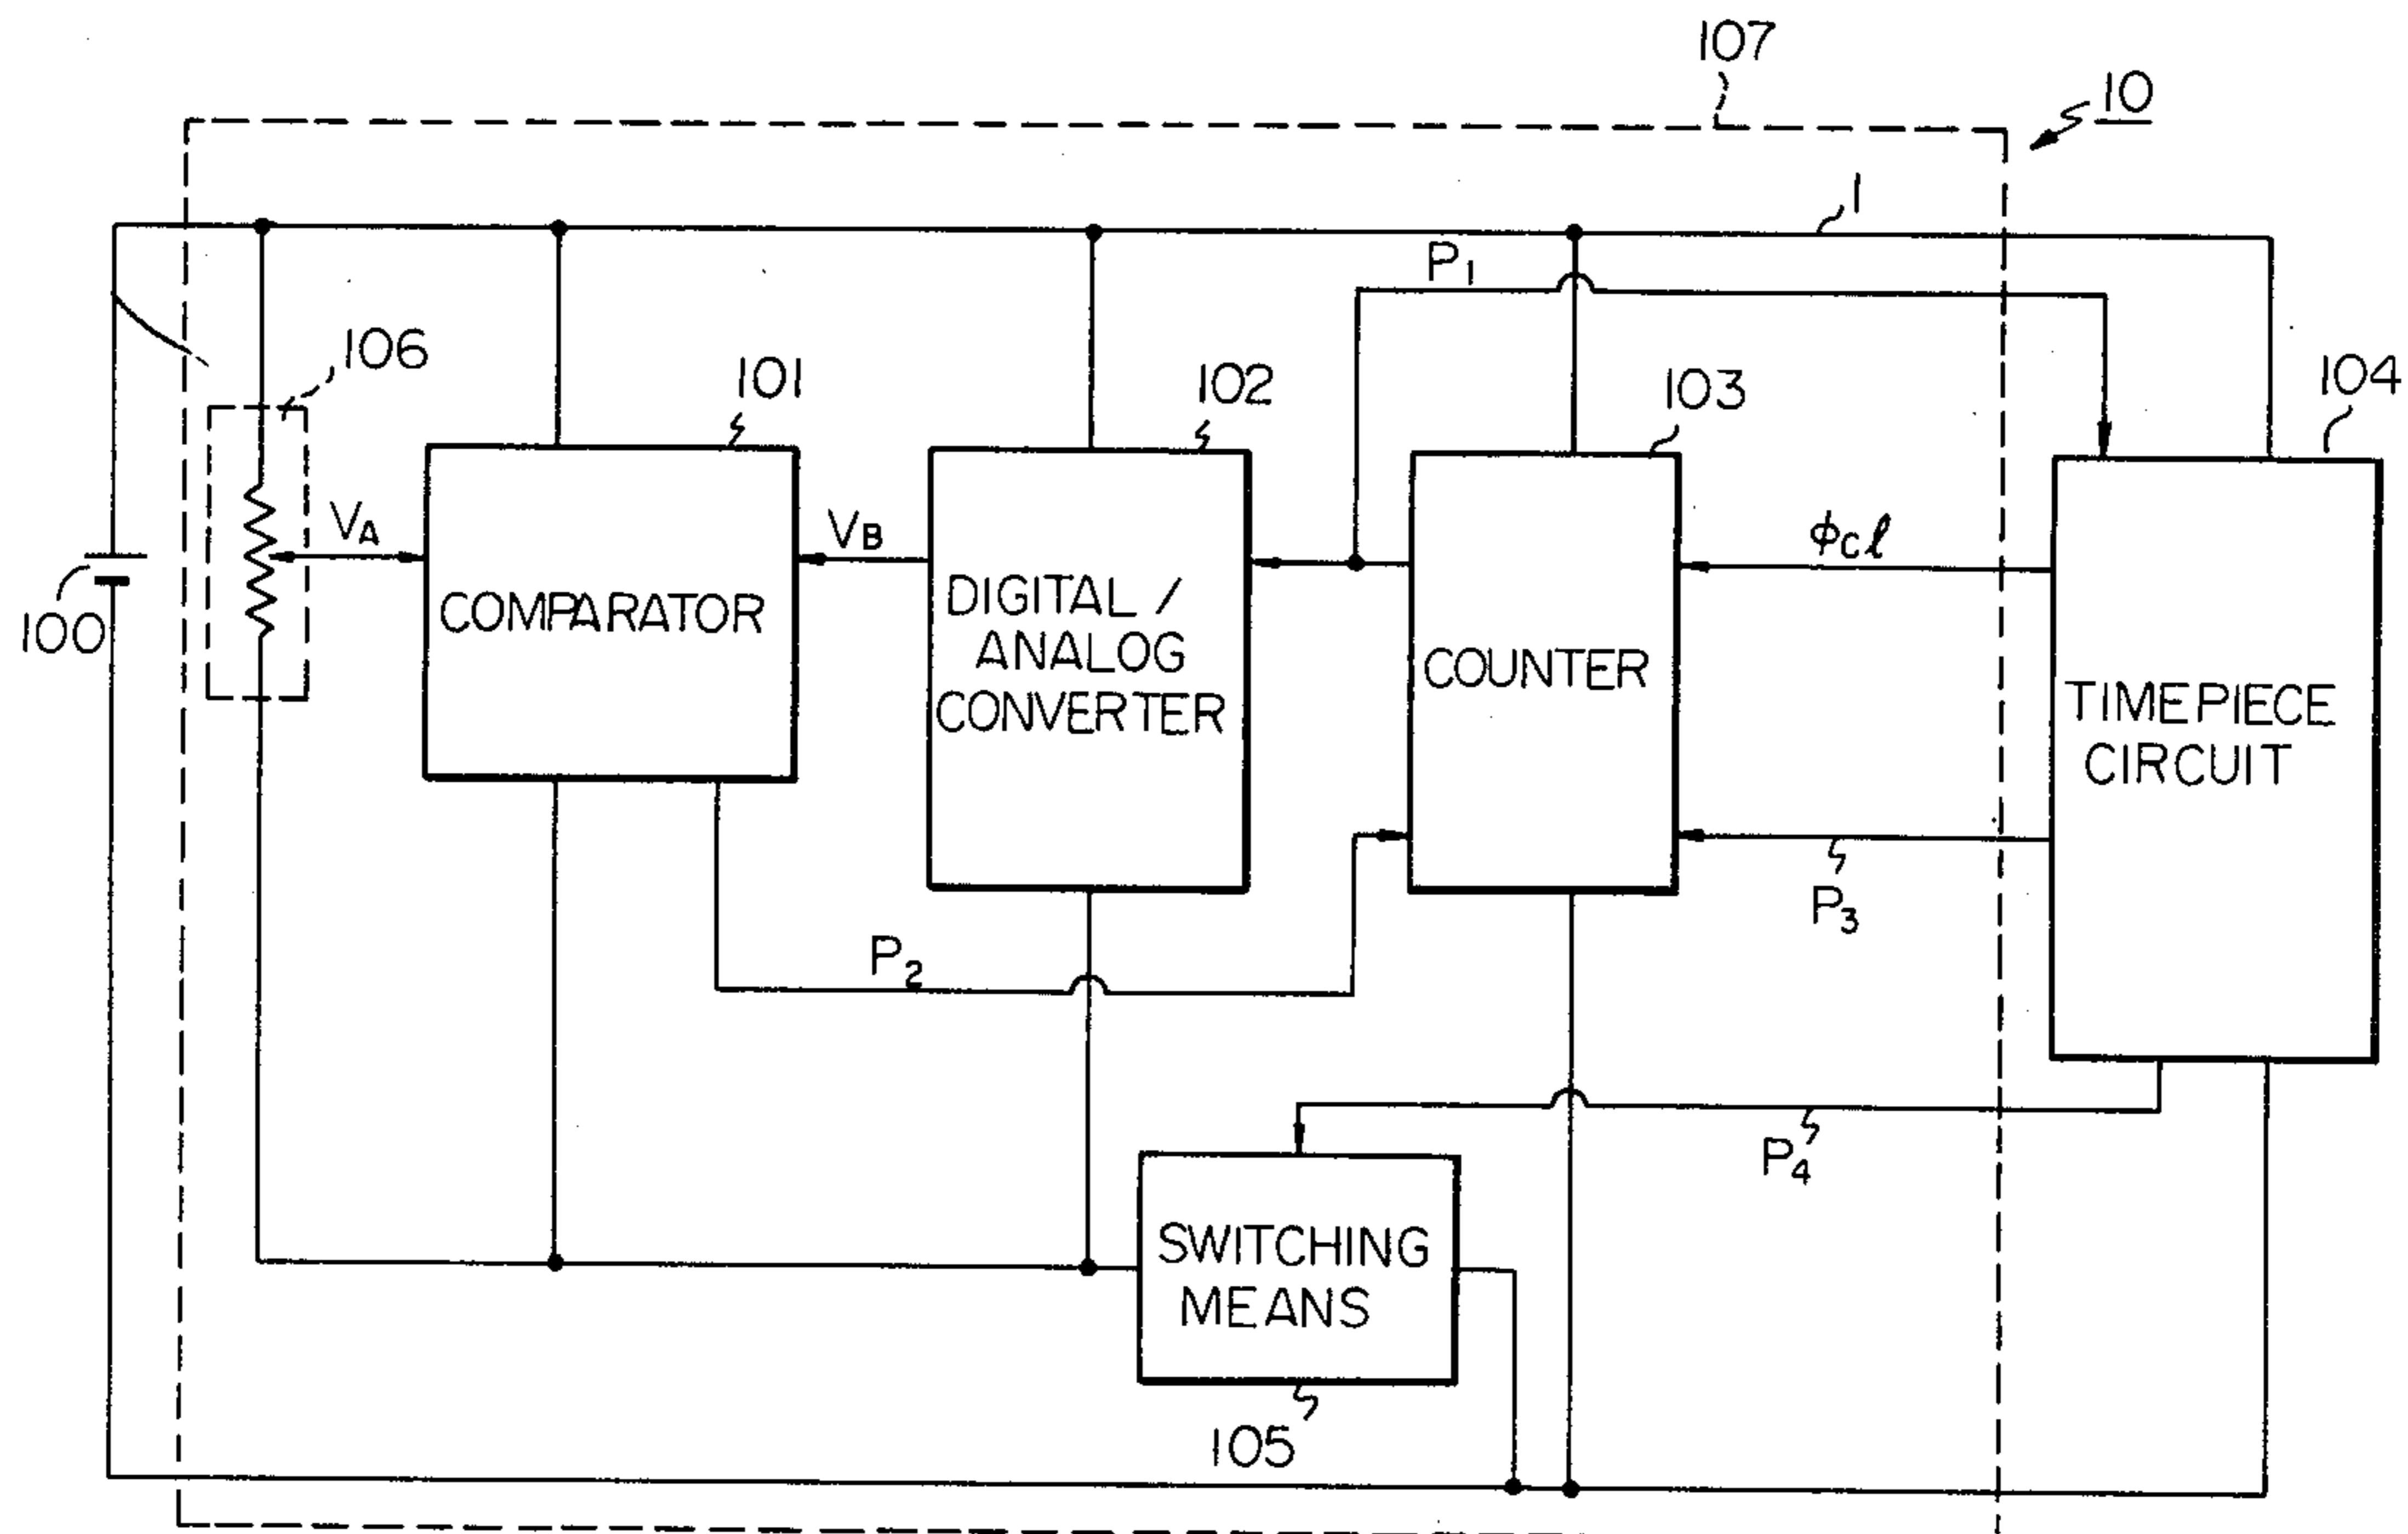 107
10
1
P1
106
101
102
103
104
VA
VB
ϕcl
100
COMPARATOR
DIGITAL /
ANALOG
CONVERTER
COUNTER
TIMEPIECE
CIRCUIT
P2
P3
P4
SWITCHING
MEANS
105